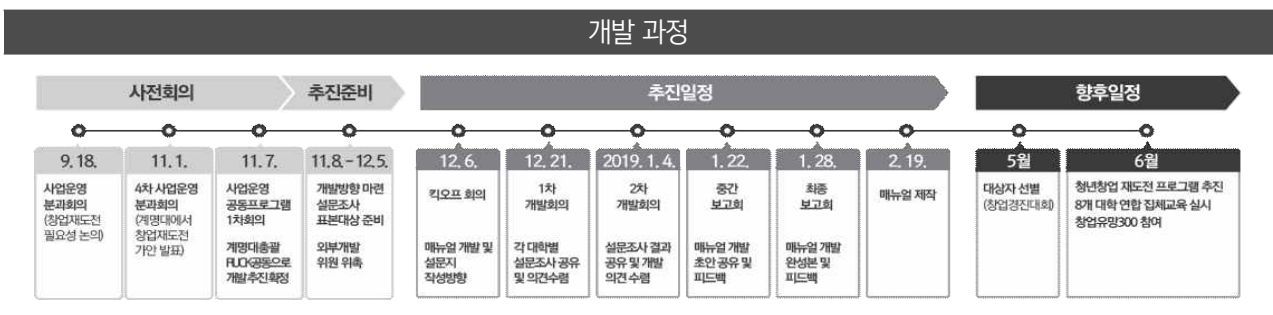 개발 과정
사전회의
추진준비
추진일정
향후일정
9. 18.
사업운영
분과회의
(창업재도전
필요성 논의)
11. 1.
4차 사업운영
분과회의
(계명대에서
창업재도전
가안 발표)
11. 7.
사업운영
공동프로그램
1차회의
계명대총괄
공동으로
개발추진확정
11.8. - 12.5.
개발방향 마련
설문조사
표본대상 준비
외부개발
위원 위촉
12. 6.
킥오프 회의
매뉴얼 개발 및
설문지
작성방향
12. 21.
1차
개발회의
각 대학별
설문조사 공유
및 의견수렴
2019. 1. 4.
2차
개발회의
설문조사 결과
공유 및 개발
의견 수렴
1. 22.
중간
보고회
매뉴얼 개발
초안 공유 및
피드백
1. 28.
최종
보고회
매뉴얼 개발
완성본 및
피드백
2. 19.
매뉴얼 제작
5월
대상자 선별
(창업경진대회)
6월
청년창업 재도전 프로그램 추진
8개 대학 연합 집체교육 실시
창업유망300 참여